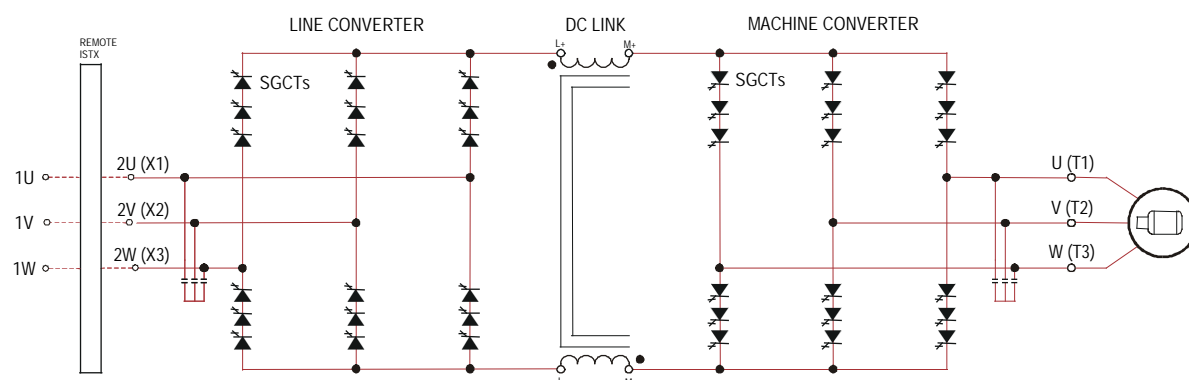 LINE CONVERTER
DC LINK
MACHINE CONVERTER
REMOTE
ISTX
L+
M+
SGCTs
SGCTs
2U (X1)
U (T1)
1U
2V (X2)
V (T2)
1V
2W (X3)
W (T3)
1W